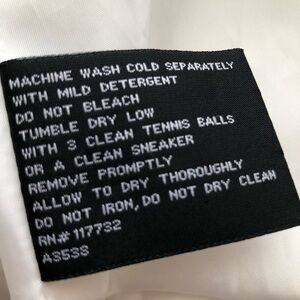 MACHINE WASH COLD SEPARATELY
WITH MILD DETERGENT
DO NOT BLEACH
TUMBLE DRY LOW
WITH 3 CLEAN TENNIS BALLS
OR A CLEAN SNEAKER
REMOVE PROMPTLY
ALLOW TO DRY THOROUGHLY
DO NOT IRON, DO NOT DRY CLEAN
RN# 117732
AS5SS